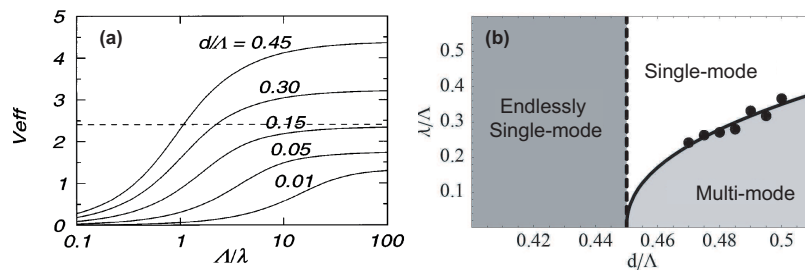 (a)
5
4
3
2
1
0
Veff
d/Λ = 0.45
0.30
0.15
0.05
0.01
0.1
1
10
100
Λ/λ
(b)
0.5
0.4
0.3
0.2
0.1
λ/Λ
Endlessly
Single-mode
Single-mode
Multi-mode
0.42
0.44
0.46
0.48
0.5
d/Λ